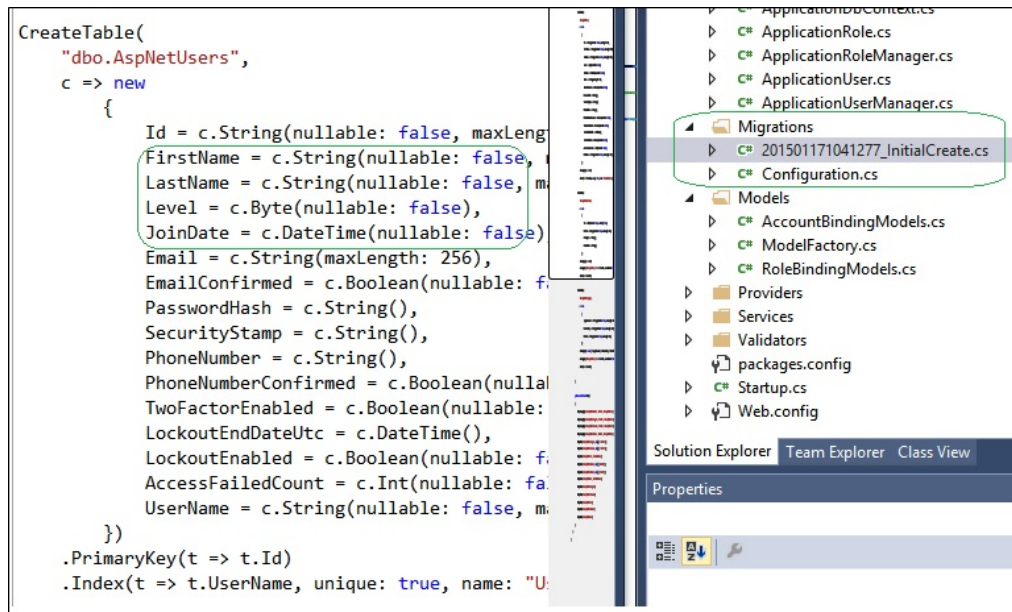 CreateTable(
"dbo.AspNetUsers",
c => new
{
Id = c.String(nullable: false, maxLeng
FirstName = c.String(nullable: false,
LastName = c.String(nullable: false, m
Level = c.Byte(nullable: false),
JoinDate = c.DateTime(nullable: false)
Email = c.String(maxLength: 256),
EmailConfirmed = c.Boolean(nullable: f
PasswordHash = c.String(),
SecurityStamp = c.String(),
PhoneNumber = c.String(),
PhoneNumberConfirmed = c.Boolean(nulla
TwoFactorEnabled = c.Boolean(nullable:
LockoutEndDateUtc = c.DateTime(),
LockoutEnabled = c.Boolean(nullable: f
AccessFailedCount = c.Int(nullable: fa
UserName = c.String(nullable: false, m
})
.PrimaryKey(t => t.Id)
.Index(t => t.UserName, unique: true, name: "U
ApplicationDbContext.cs
C# ApplicationRole.cs
C# ApplicationRoleManager.cs
C# ApplicationUser.cs
C# ApplicationUserManager.cs
Migrations
C# 201501171041277_InitialCreate.cs
C# Configuration.cs
Models
C# AccountBindingModels.cs
C# ModelFactory.cs
C# RoleBindingModels.cs
Providers
Services
Validators
packages.config
C# Startup.cs
Web.config
Solution Explorer Team Explorer Class View
Properties